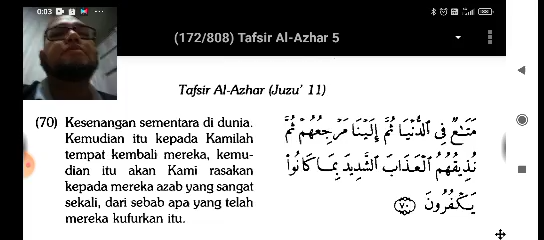 0:03
(172/808) Tafsir Al-Azhar 5
Tafsir Al-Azhar (Juzu' 11)
(70) Kesenangan sementara di dunia.
Kemudian itu kepada Kamilah
tempat kembali mereka, kemu-
dian itu akan Kami rasakan
kepada mereka azab yang sangat
sekali, dari sebab apa yang telah
mereka kufurkan itu.
مَتَٰعٌ فِى ٱلدُّنْيَا ثُمَّ إِلَيْنَا مَرْجِعُهُمْ ثُمَّ
نُذِيقُهُمُ ٱلْعَذَابَ ٱلشَّدِيدَ بِمَا كَانُوا۟
يَكْفُرُونَ ﴿٧٠﴾